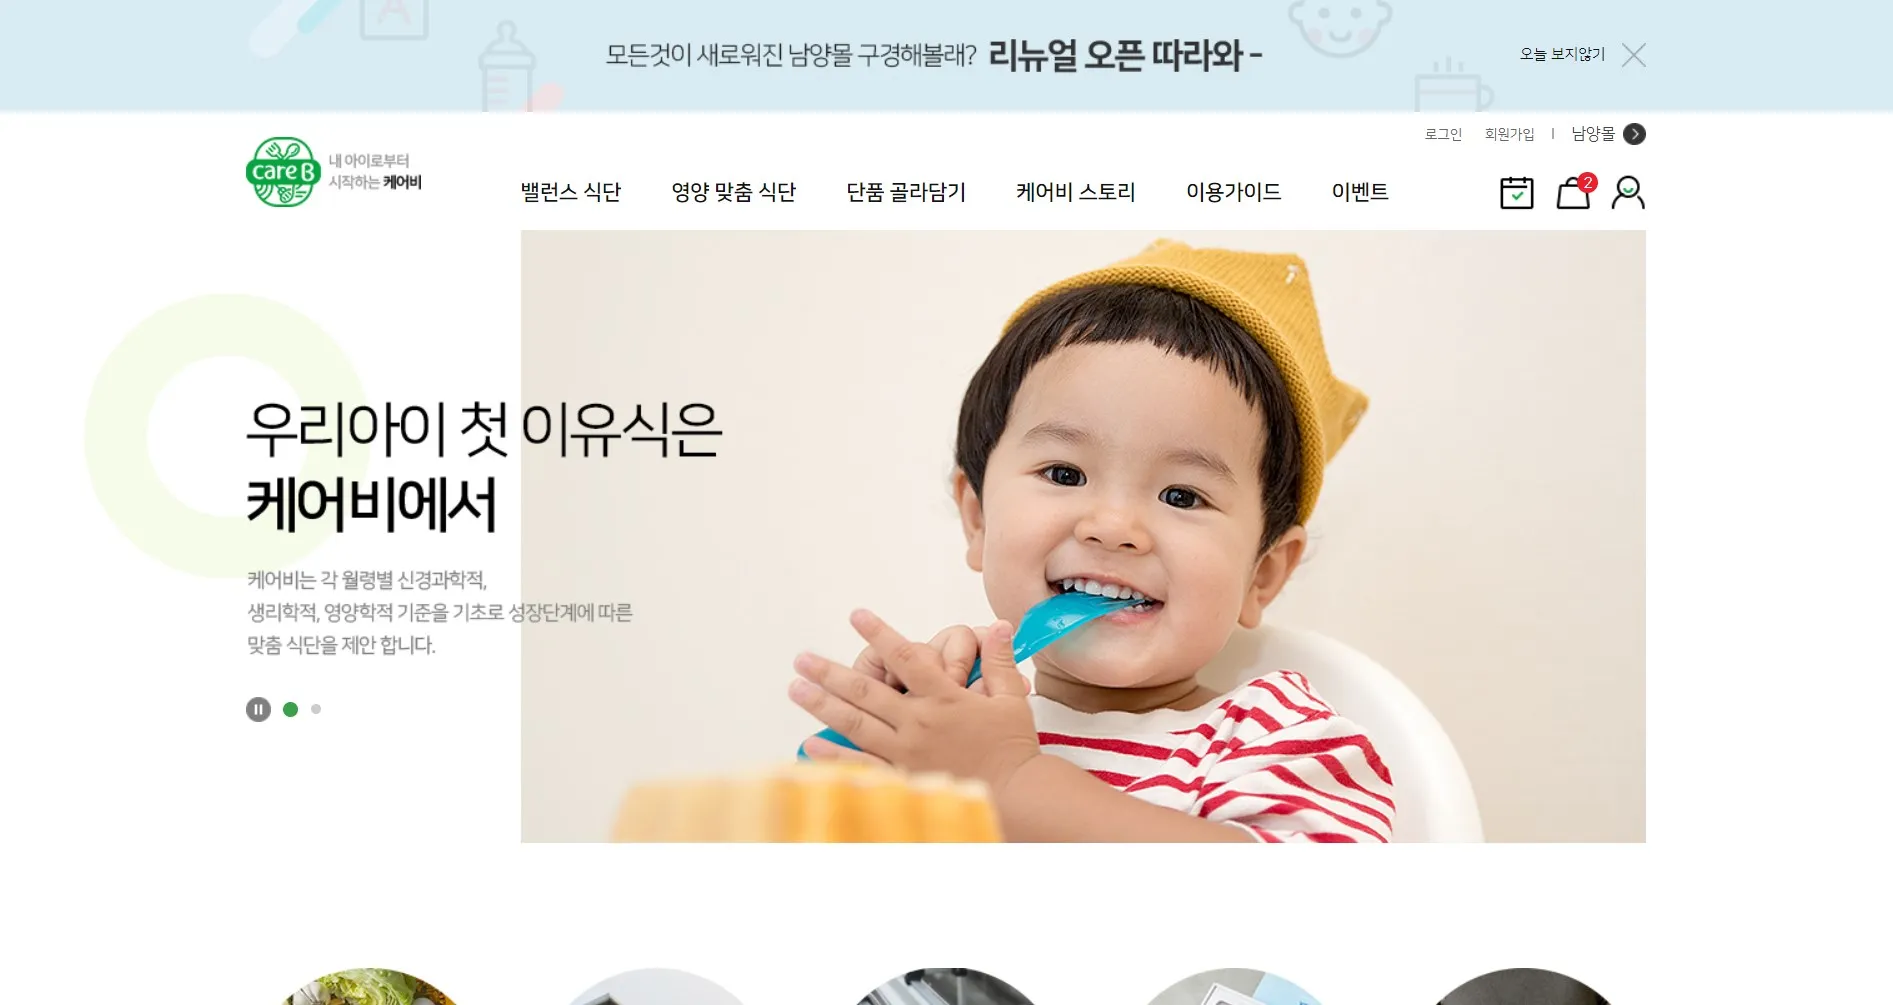 모든것이 새로워진 남양몰 구경해볼래? 리뉴얼 오픈 따라와 -
오늘 보지않기
A
로그인 회원가입 | 남양몰
care B
내 아이로부터
시작하는 케어비
밸런스 식단 영양 맞춤 식단 단품 골라담기 케어비 스토리 이용가이드 이벤트
2
우리아이 첫 이유식은
케어비에서
케어비는 각 월령별 신경과학적,
생리학적, 영양학적 기준을 기초로 성장단계에 따른
맞춤 식단을 제안 합니다.